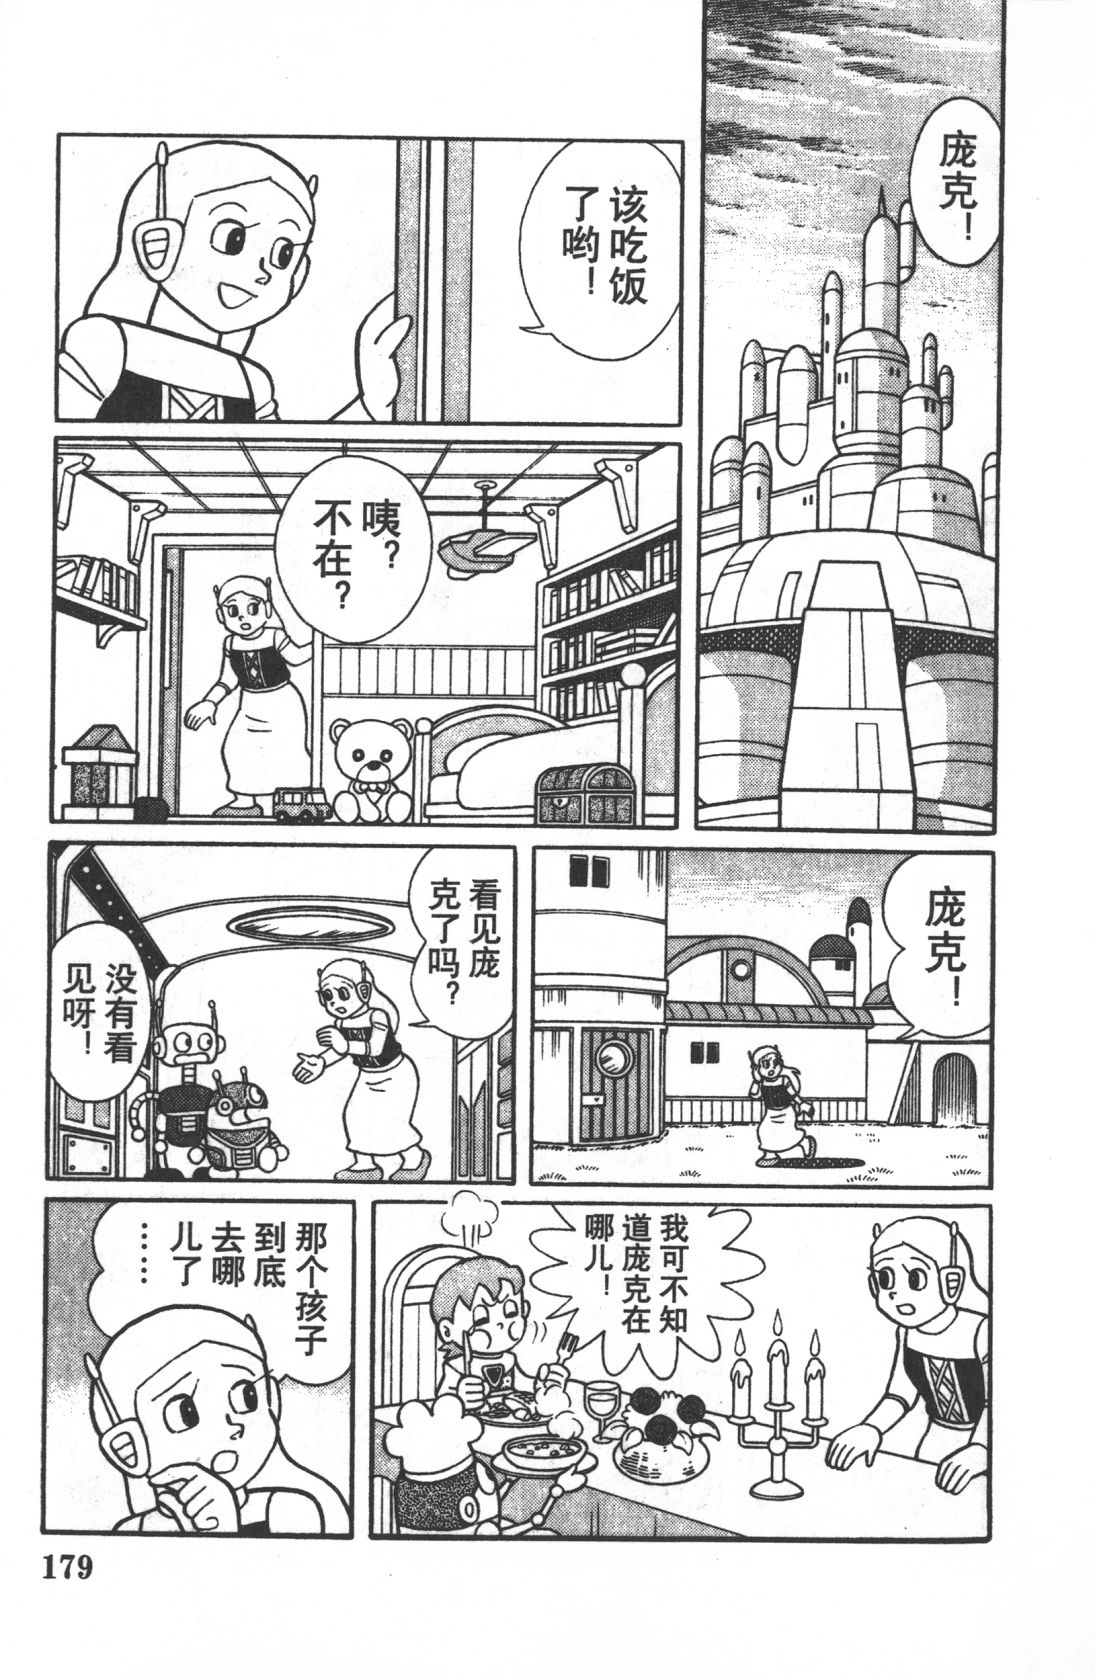 庞克！
该吃饭
了哟！
咦？
不在？
庞克！
看见庞
克了吗？
没有看
见呀！
我可不知
道庞克在
哪儿！
那个孩子
到底
去哪
儿了
……
179